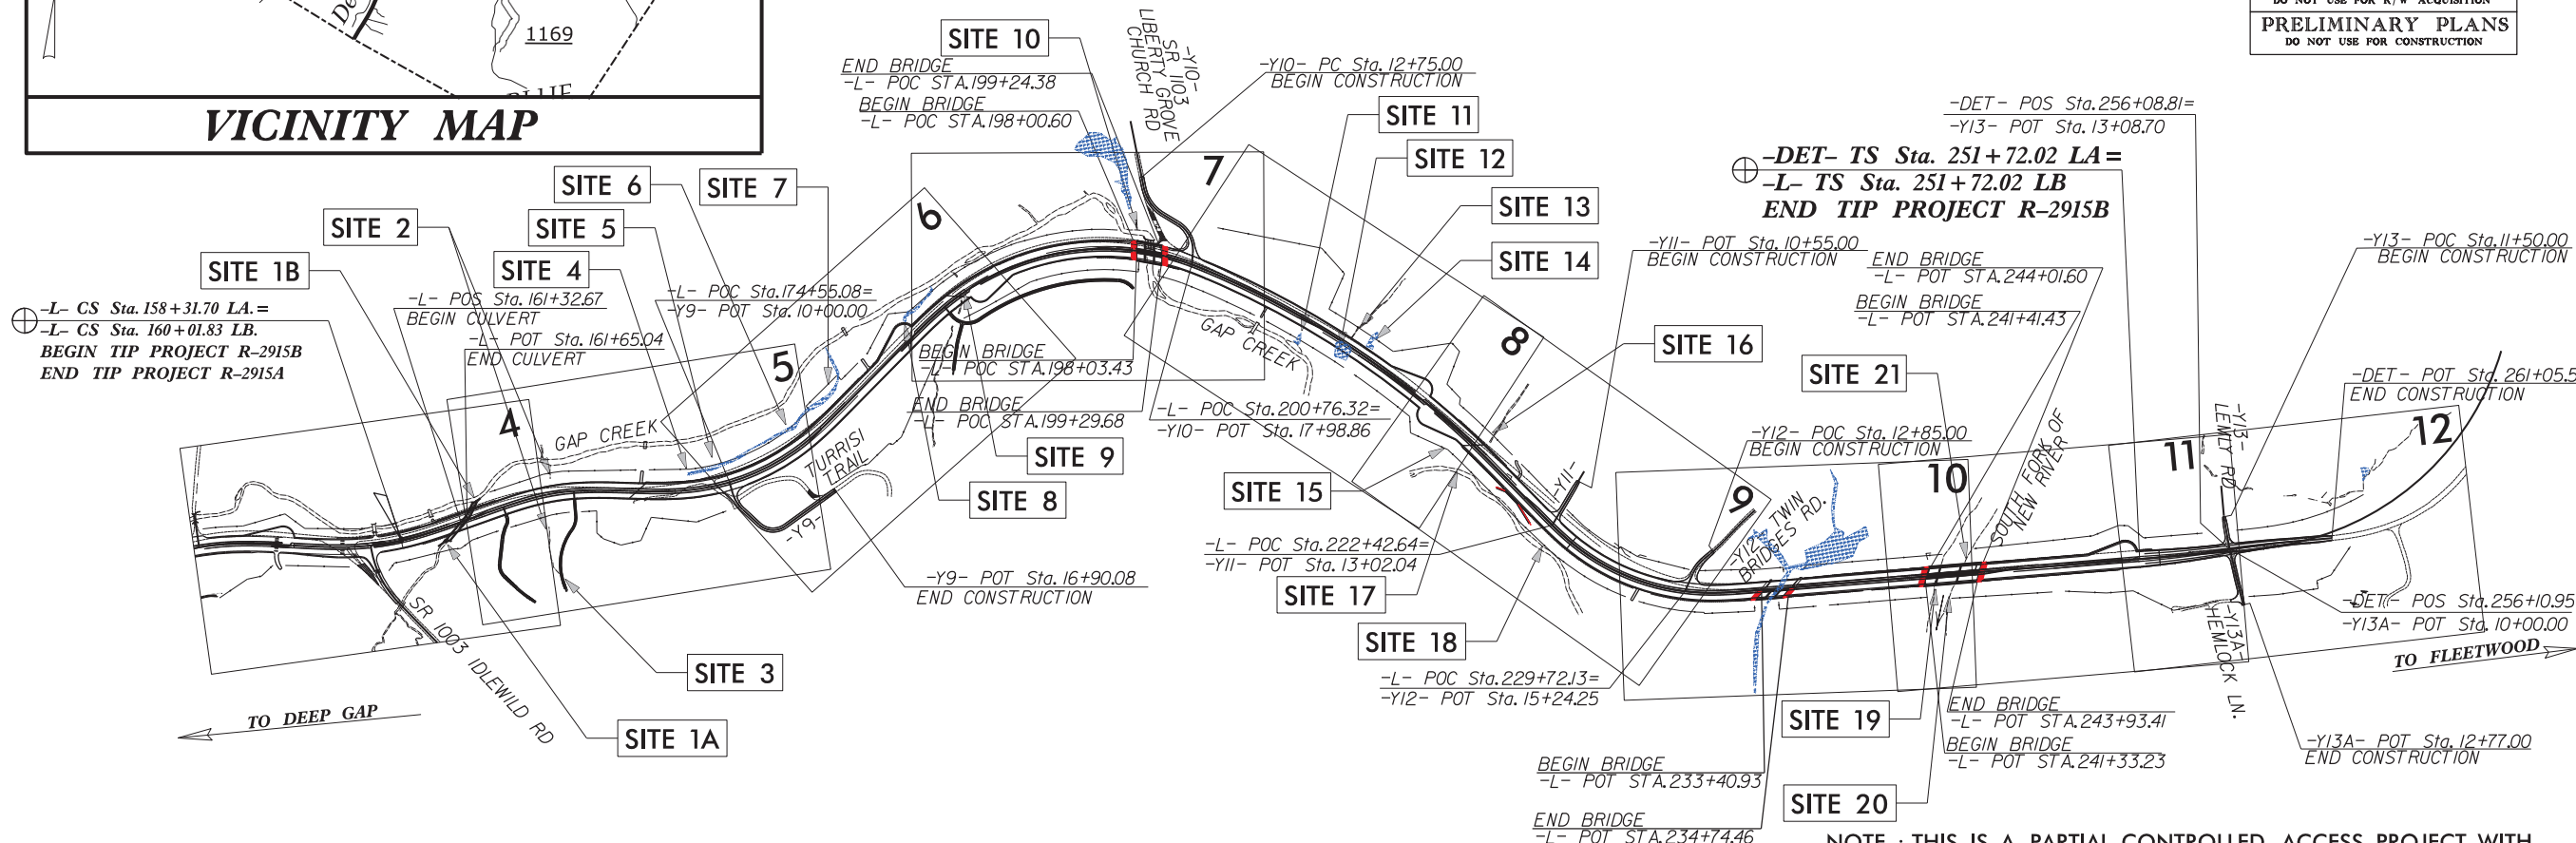 1169
VICINITY MAP
DO NOT USE FOR R/W ACQUISITION
PRELIMINARY PLANS
DO NOT USE FOR CONSTRUCTION
SITE 10
END BRIDGE
-L- POC STA.199+24.38
BEGIN BRIDGE
-L- POC STA.198+00.60
-Y10-
SR 1003
LIBERTY GROVE
CHURCH RD
-Y10- PC Sta.12+75.00
BEGIN CONSTRUCTION
SITE 11
SITE 12
SITE 13
SITE 14
-DET- POS Sta.256+08.81=
-Y13- POT Sta.13+08.70
-DET- TS Sta. 251+72.02 LA=
-L- TS Sta. 251+72.02 LB
END TIP PROJECT R-2915B
SITE 6
SITE 7
SITE 2
SITE 5
SITE 4
SITE 1B
-L- CS Sta.158+31.70 LA.=
-L- CS Sta.160+01.83 LB.
BEGIN TIP PROJECT R-2915B
END TIP PROJECT R-2915A
-L- POS Sta.161+32.67
BEGIN CULVERT
-L- POT Sta.161+65.04
END CULVERT
-L- POC Sta.174+55.08=
-Y9- POT Sta.10+00.00
BEGIN BRIDGE
-L- POC STA.198+03.43
END BRIDGE
-L- POC STA.199+29.68
-L- POC Sta.200+76.32=
-Y10- POT Sta.17+98.86
GAP CREEK
-Y11- POT Sta.10+55.00
BEGIN CONSTRUCTION
END BRIDGE
-L- POT STA.244+01.60
BEGIN BRIDGE
-L- POT STA.241+41.43
-Y13- POC Sta.11+50.00
BEGIN CONSTRUCTION
SITE 16
SITE 21
-DET- POT Sta. 261+05.5
END CONSTRUCTION
4
5
6
7
8
9
10
11
12
GAP CREEK
TURRISI
TRAIL
-Y9-
SITE 9
SITE 8
SITE 15
-Y11-
-Y12- POC Sta.12+85.00
BEGIN CONSTRUCTION
-Y12- TWIN
BRIDGES RD.
SOUTH FORK OF
NEW RIVER
-Y13-
LEMLY RD
-Y9- POT Sta.16+90.08
END CONSTRUCTION
-L- POC Sta.222+42.64=
-Y11- POT Sta.13+02.04
SITE 17
SITE 18
-L- POC Sta.229+72.13=
-Y12- POT Sta.15+24.25
SR 1003 IDLEWILD RD
SITE 3
SITE 1A
TO DEEP GAP
-DET- POS Sta.256+10.95
-Y13A- POT Sta.10+00.00
TO FLEETWOOD
-Y13A-
HEMLOCK LN.
SITE 19
END BRIDGE
-L- POT STA.243+93.41
BEGIN BRIDGE
-L- POT STA.241+33.23
-Y13A- POT Sta.12+77.00
END CONSTRUCTION
BEGIN BRIDGE
-L- POT STA.233+40.93
SITE 20
END BRIDGE
-L- POT STA.234+74.46
NOTE : THIS IS A PARTIAL CONTROLLED ACCESS PROJECT WITH